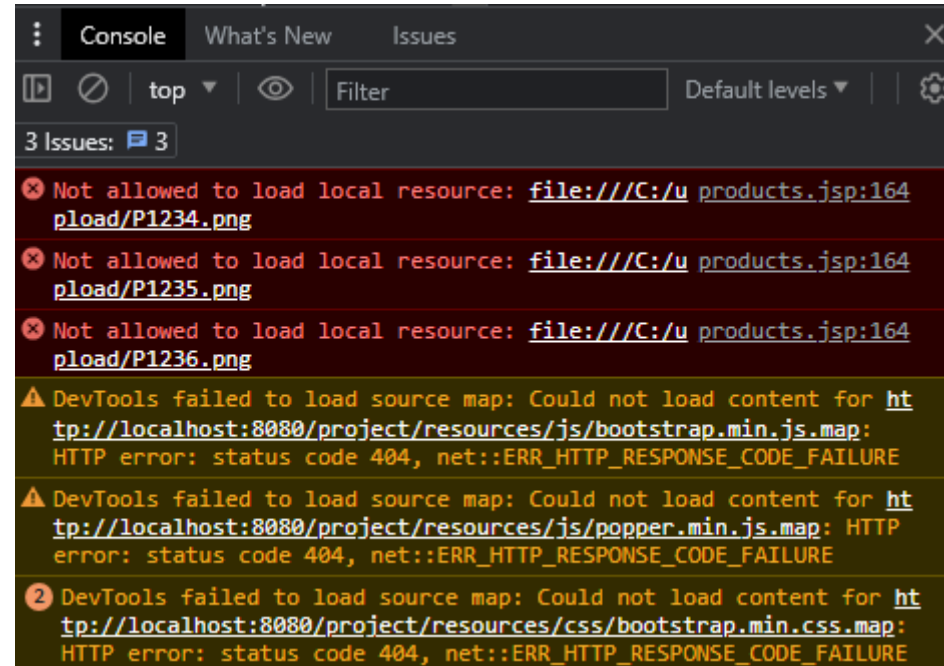 Console What's New Issues
top Filter Default levels
3 Issues: 3
Not allowed to load local resource: file:///C:/u products.jsp:164
pload/P1234.png
Not allowed to load local resource: file:///C:/u products.jsp:164
pload/P1235.png
Not allowed to load local resource: file:///C:/u products.jsp:164
pload/P1236.png
DevTools failed to load source map: Could not load content for ht
tp://localhost:8080/project/resources/js/bootstrap.min.js.map:
HTTP error: status code 404, net::ERR_HTTP_RESPONSE_CODE_FAILURE
DevTools failed to load source map: Could not load content for ht
tp://localhost:8080/project/resources/js/popper.min.js.map: HTTP
error: status code 404, net::ERR_HTTP_RESPONSE_CODE_FAILURE
2 DevTools failed to load source map: Could not load content for ht
tp://localhost:8080/project/resources/css/bootstrap.min.css.map:
HTTP error: status code 404, net::ERR_HTTP_RESPONSE_CODE_FAILURE